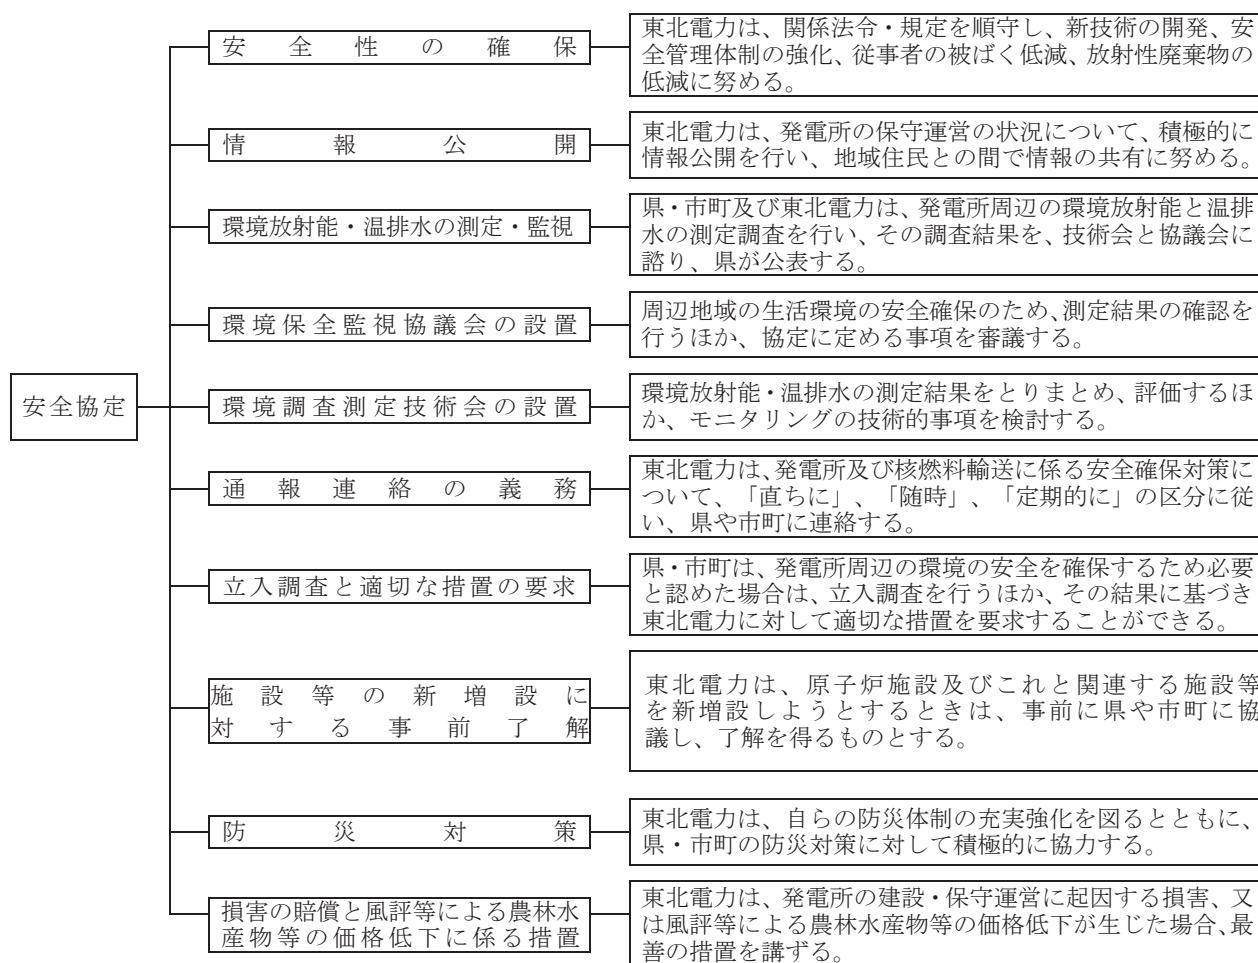 安全協定
安全性の確保
東北電力は、関係法令・規定を順守し、新技術の開発、安
全管理体制の強化、従事者の被ばく低減、放射性廃棄物の
低減に努める。
情報公開
東北電力は、発電所の保守運営の状況について、積極的に
情報公開を行い、地域住民との間で情報の共有に努める。
環境放射能・温排水の測定・監視
県・市町及び東北電力は、発電所周辺の環境放射能と温排
水の測定調査を行い、その調査結果を、技術会と協議会に
諮り、県が公表する。
環境保全監視協議会の設置
周辺地域の生活環境の安全確保のため、測定結果の確認を
行うほか、協定に定める事項を審議する。
環境調査測定技術会の設置
環境放射能・温排水の測定結果をとりまとめ、評価するほ
か、モニタリングの技術的事項を検討する。
通報連絡の義務
東北電力は、発電所及び核燃料輸送に係る安全確保対策に
ついて、「直ちに」、「随時」、「定期的に」の区分に従
い、県や市町に連絡する。
立入調査と適切な措置の要求
県・市町は、発電所周辺の環境の安全を確保するため必要
と認めた場合は、立入調査を行うほか、その結果に基づき
東北電力に対して適切な措置を要求することができる。
施設等の新増設に
対する事前了解
東北電力は、原子炉施設及びこれと関連する施設等
を新増設しようとするときは、事前に県や市町に協
議し、了解を得るものとする。
防災対策
東北電力は、自らの防災体制の充実強化を図るとともに、
県・市町の防災対策に対して積極的に協力する。
損害の賠償と風評等による農林水
産物等の価格低下に係る措置
東北電力は、発電所の建設・保守運営に起因する損害、又
は風評等による農林水産物等の価格低下が生じた場合、最
善の措置を講ずる。